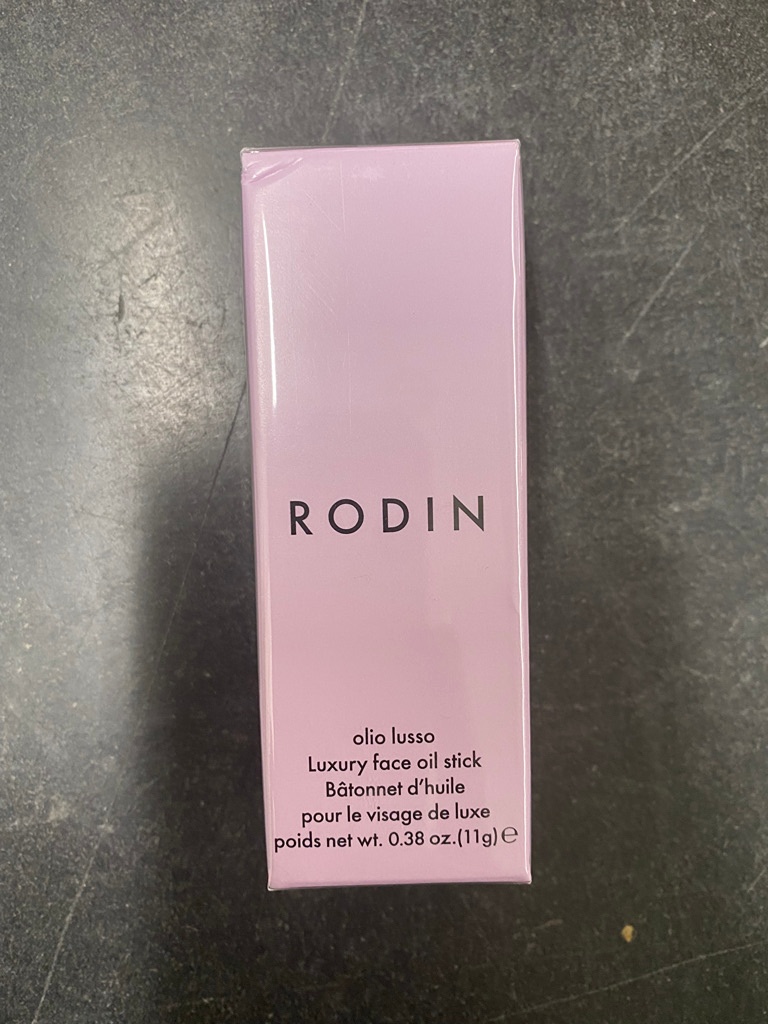 RODIN
olio lusso
Luxury face oil stick
Bâtonnet d'huile
pour le visage de luxe
poids net wt. 0.38 oz.(11g)℮